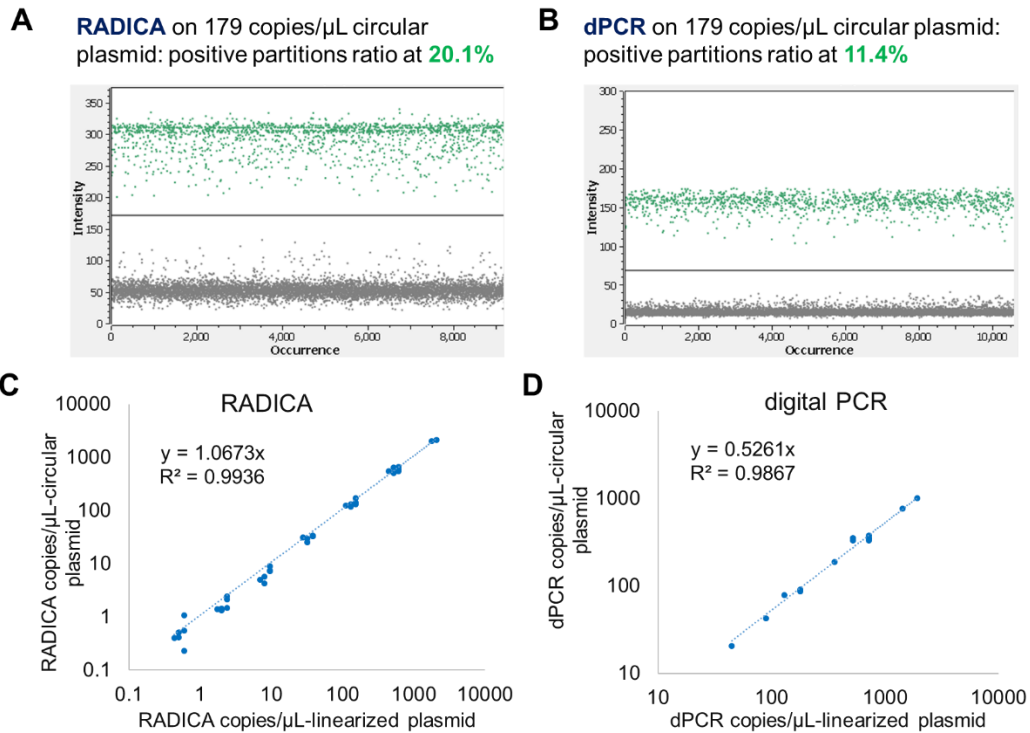 A
RADICA on 179 copies/µL circular
plasmid: positive partitions ratio at 20.1%
350
300
250
200
150
100
50
0
Intensity
0
2,000
4,000
6,000
8,000
Occurrence
B
dPCR on 179 copies/µL circular plasmid:
positive partitions ratio at 11.4%
300
250
200
150
100
50
0
Intensity
0
2,000
4,000
6,000
8,000
10,000
Occurrence
C
RADICA
y = 1.0673x
R² = 0.9936
10000
1000
100
10
1
0.1
RADICA copies/µL-circular
plasmid
0.1
1
10
100
1000
10000
RADICA copies/µL-linearized plasmid
D
digital PCR
y = 0.5261x
R² = 0.9867
10000
1000
100
10
dPCR copies/µL-circular
plasmid
10
100
1000
10000
dPCR copies/µL-linearized plasmid